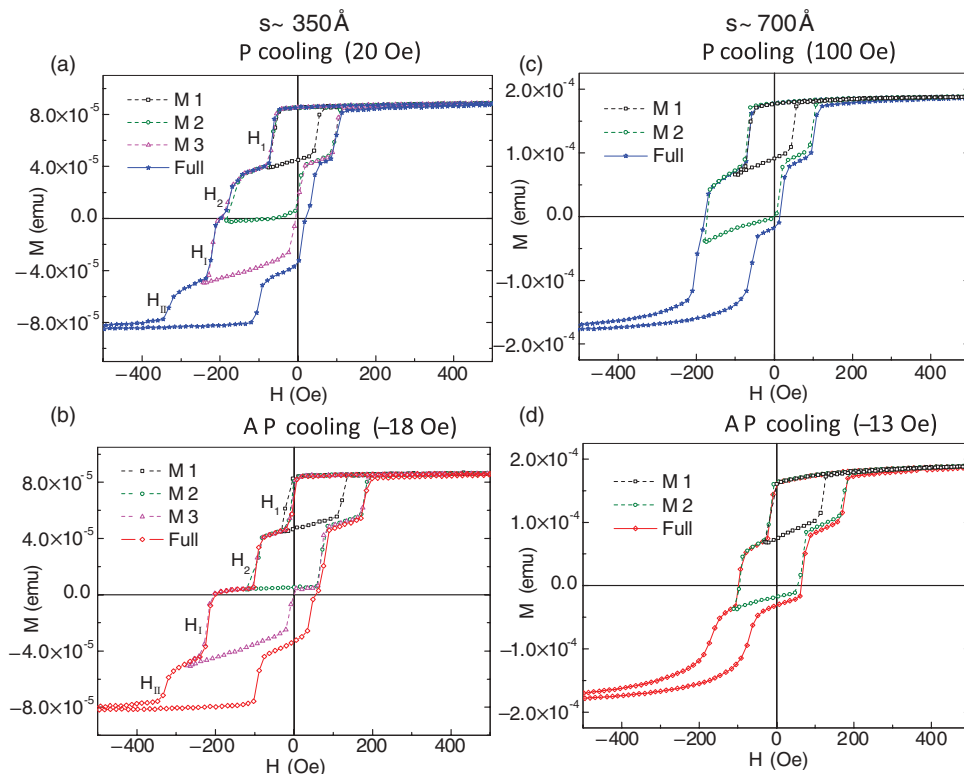 s~ 350Å
P cooling (20 Oe)
(a)
M 1
M 2
M 3
Full
H1
H2
HI
HII
8.0×10⁻⁵
4.0×10⁻⁵
0.0
−4.0×10⁻⁵
−8.0×10⁻⁵
M (emu)
−400 −200 0 200 400
H (Oe)
s~ 700Å
P cooling (100 Oe)
(c)
M 1
M 2
Full
2.0×10⁻⁴
1.0×10⁻⁴
0.0
−1.0×10⁻⁴
−2.0×10⁻⁴
M (emu)
−400 −200 0 200 400
H (Oe)
(b)
A P cooling (−18 Oe)
M 1
M 2
M 3
Full
H1
H2
HI
HII
8.0×10⁻⁵
4.0×10⁻⁵
0.0
−4.0×10⁻⁵
−8.0×10⁻⁵
M (emu)
−400 −200 0 200 400
H (Oe)
(d)
A P cooling (−13 Oe)
M 1
M 2
Full
2.0×10⁻⁴
1.0×10⁻⁴
0.0
−1.0×10⁻⁴
−2.0×10⁻⁴
M (emu)
−400 −200 0 200 400
H (Oe)